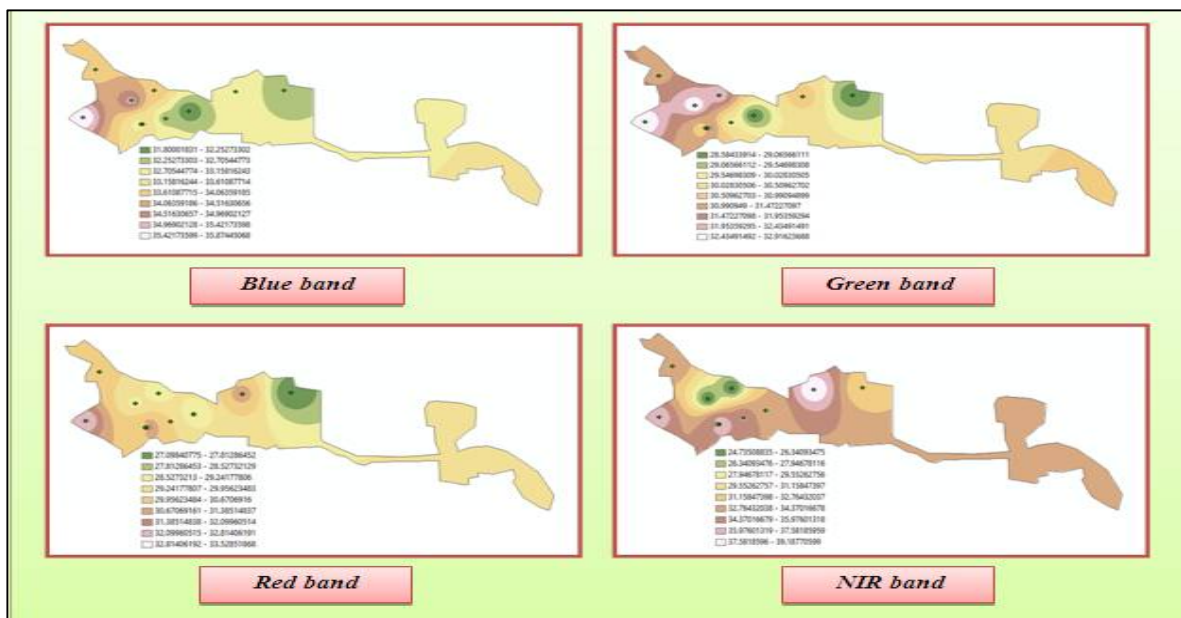 31.80001831 - 32.25273302
32.25273303 - 32.70544773
32.70544774 - 33.15816243
33.15816244 - 33.61087714
33.61087715 - 34.06359185
34.06359186 - 34.51630656
34.51630657 - 34.96902127
34.96902128 - 35.42173598
35.42173599 - 35.87445068
Blue band
28.58433914 - 29.06566111
29.06566112 - 29.54698308
29.54698309 - 30.02830505
30.02830506 - 30.50962702
30.50962703 - 30.99094899
30.990949 - 31.47227097
31.47227098 - 31.95359294
31.95359295 - 32.43491491
32.43491492 - 32.91623688
Green band
27.09840775 - 27.81286452
27.81286453 - 28.52732129
28.5273213 - 29.24177806
29.24177807 - 29.95623483
29.95623484 - 30.6706916
30.67069161 - 31.38514837
31.38514838 - 32.09960514
32.09960515 - 32.81406191
32.81406192 - 33.52851868
Red band
24.73508835 - 26.34093475
26.34093476 - 27.94678116
27.94678117 - 29.55262756
29.55262757 - 31.15847397
31.15847398 - 32.76432037
32.76432038 - 34.37016678
34.37016679 - 35.97601318
35.97601319 - 37.58185959
37.5818596 - 39.18770599
NIR band